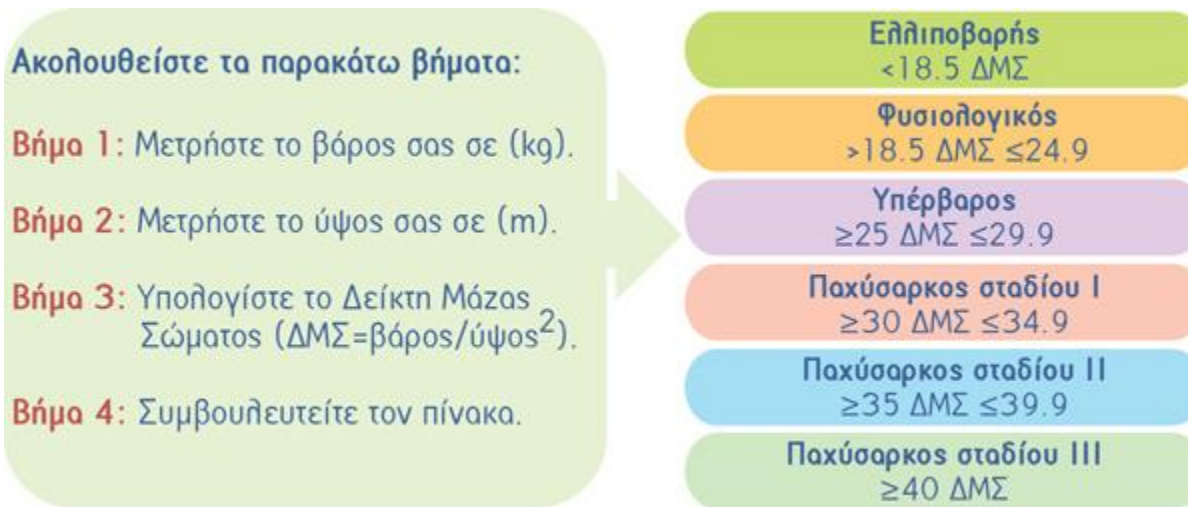 Ακολουθείστε τα παρακάτω βήματα:
Βήμα 1: Μετρήστε το βάρος σας σε (kg).
Βήμα 2: Μετρήστε το ύψος σας σε (m).
Βήμα 3: Υπολογίστε το Δείκτη Μάζας
Σώματος (ΔΜΣ=βάρος/ύψος²).
Βήμα 4: Συμβουλευτείτε τον πίνακα.
Ελλιποβαρής
<18.5 ΔΜΣ
Φυσιολογικός
>18.5 ΔΜΣ ≤24.9
Υπέρβαρος
≥25 ΔΜΣ ≤29.9
Παχύσαρκος σταδίου I
≥30 ΔΜΣ ≤34.9
Παχύσαρκος σταδίου II
≥35 ΔΜΣ ≤39.9
Παχύσαρκος σταδίου III
≥40 ΔΜΣ